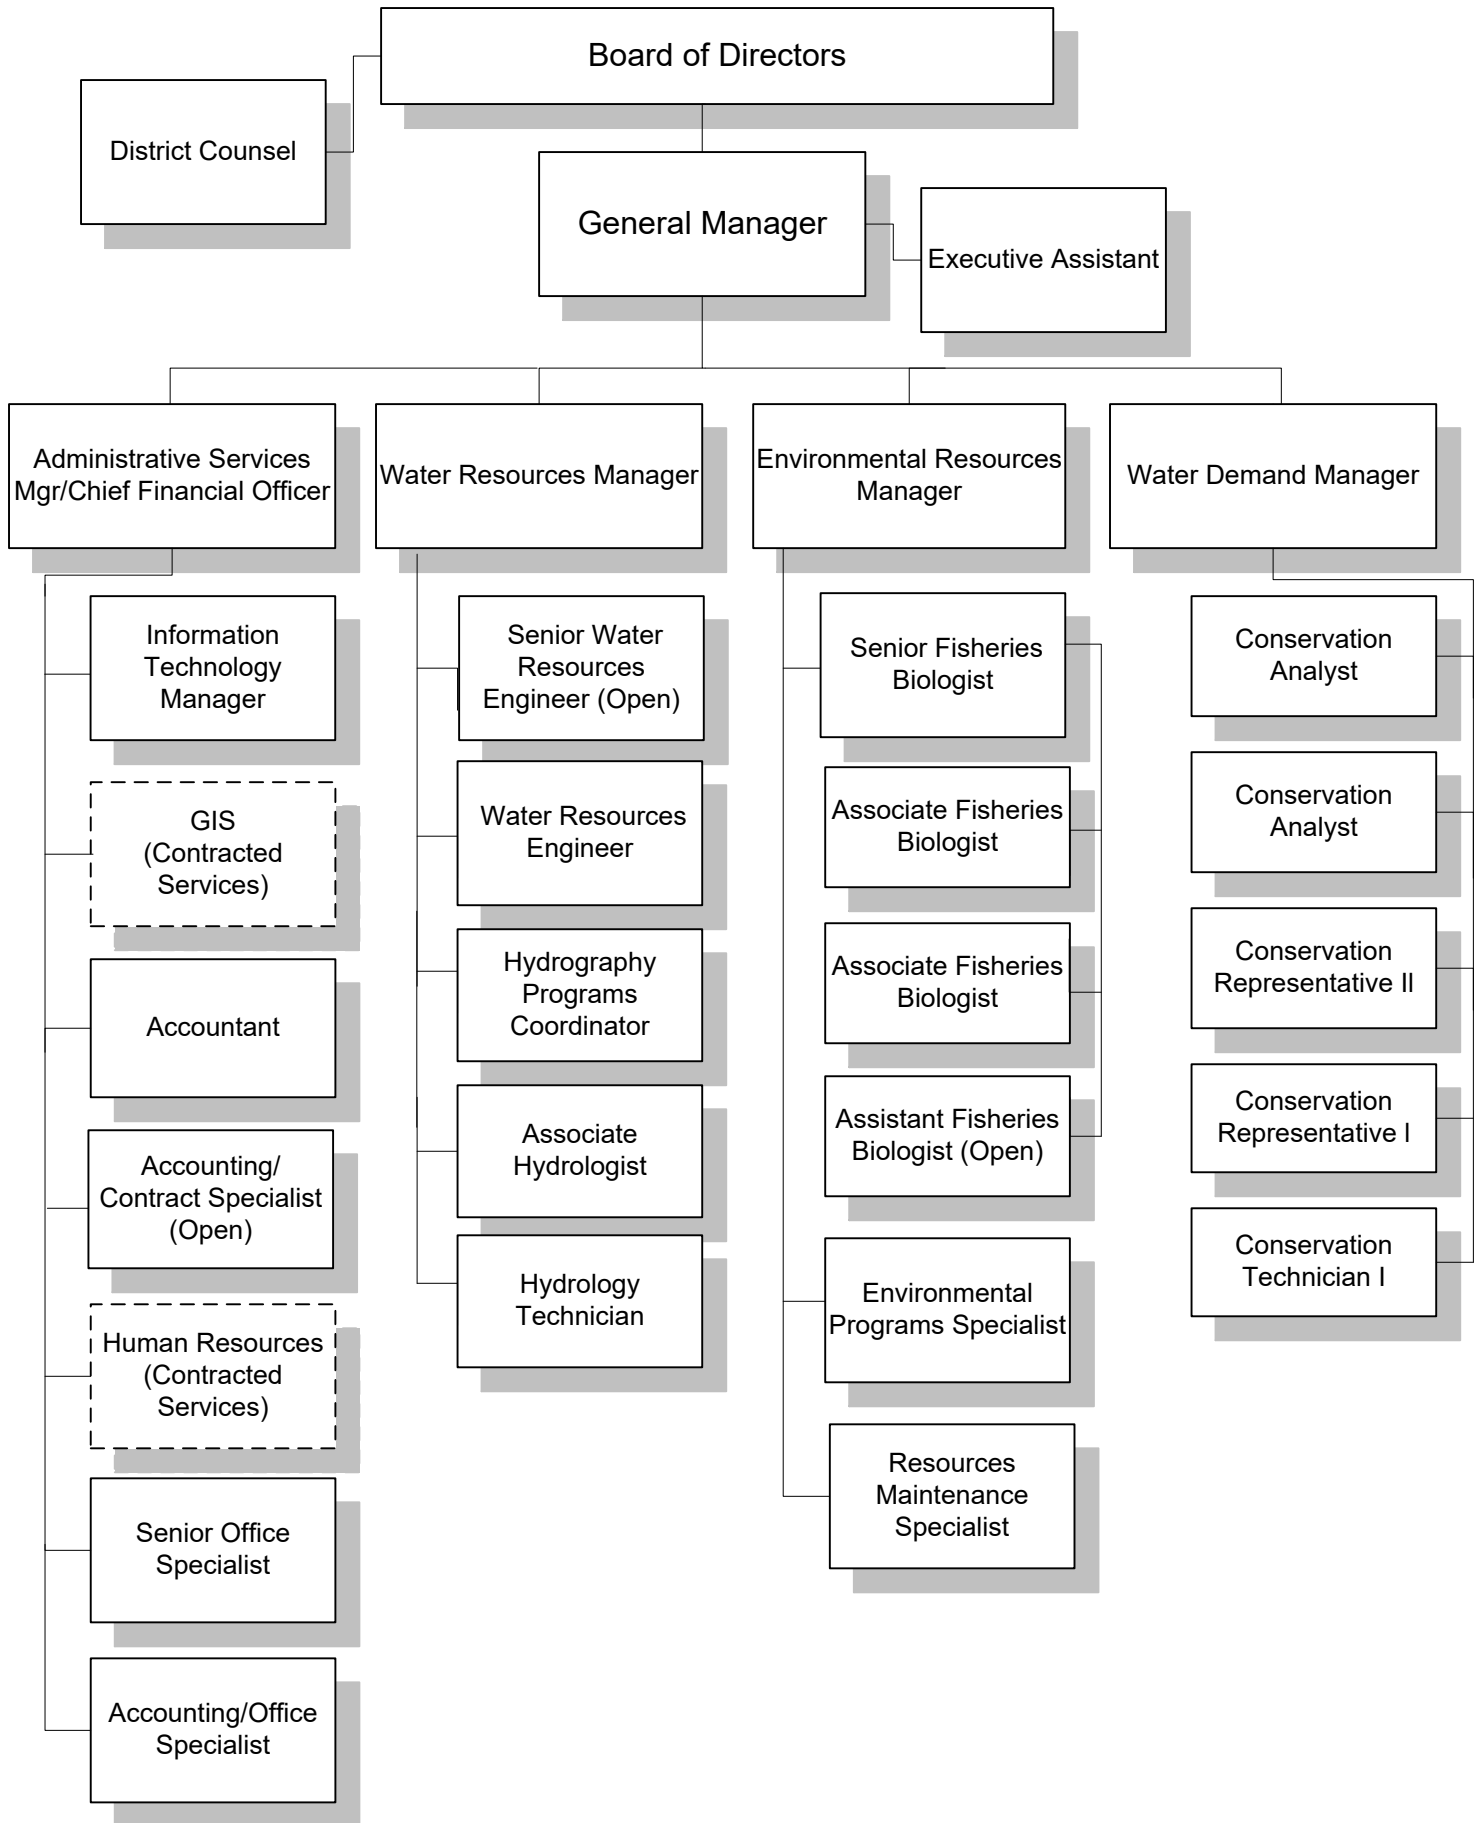 Board of Directors
District Counsel
General Manager
Executive Assistant
Administrative Services
Mgr/Chief Financial Officer
Water Resources Manager
Environmental Resources
Manager
Water Demand Manager
Information
Technology
Manager
GIS
(Contracted
Services)
Accountant
Accounting/
Contract Specialist
(Open)
Human Resources
(Contracted
Services)
Senior Office
Specialist
Accounting/Office
Specialist
Senior Water
Resources
Engineer (Open)
Water Resources
Engineer
Hydrography
Programs
Coordinator
Associate
Hydrologist
Hydrology
Technician
Senior Fisheries
Biologist
Associate Fisheries
Biologist
Associate Fisheries
Biologist
Assistant Fisheries
Biologist (Open)
Environmental
Programs Specialist
Resources
Maintenance
Specialist
Conservation
Analyst
Conservation
Analyst
Conservation
Representative II
Conservation
Representative I
Conservation
Technician I